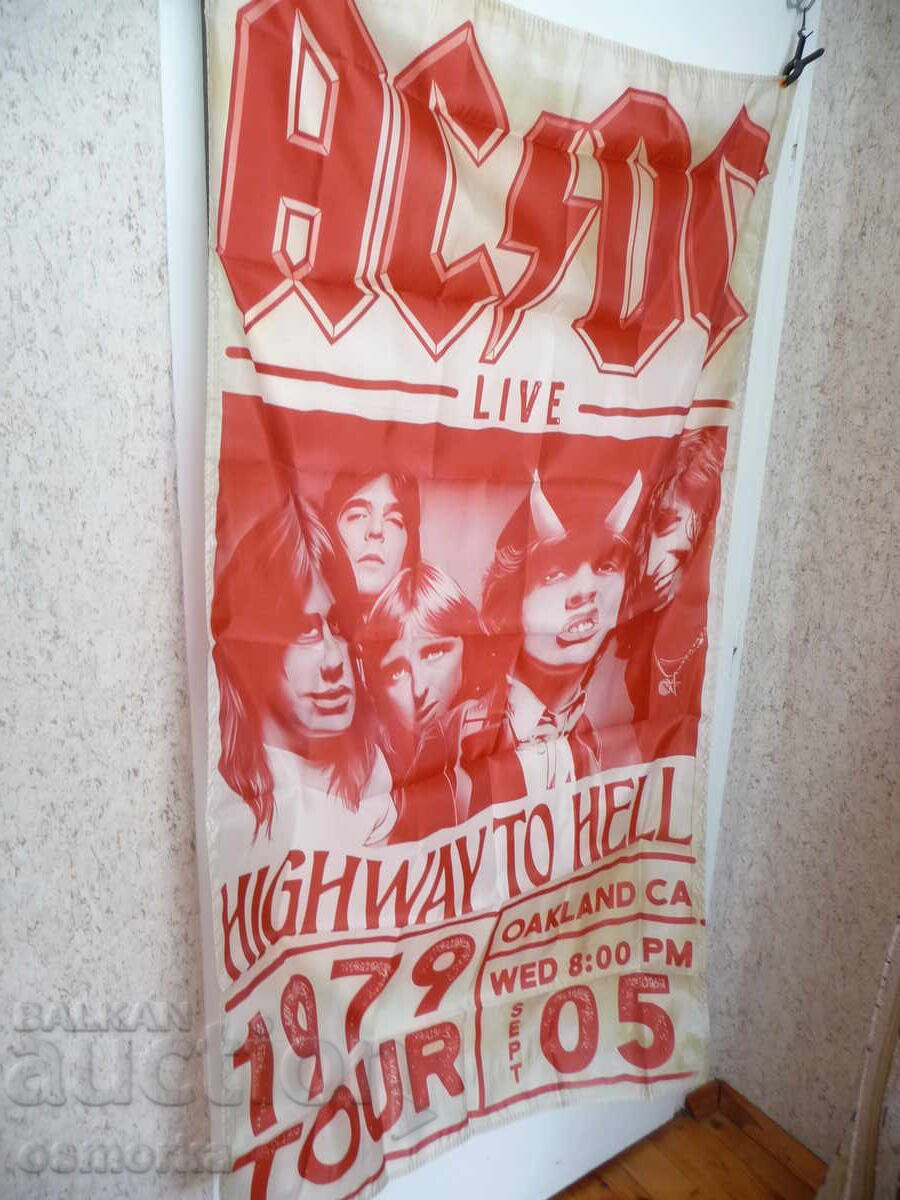 AC/DC
LIVE
HIGHWAY TO HELL
1979
TOUR
OAKLAND CA
WED 8:00 PM
SEPT
05
BALKAN
auction
osmorka